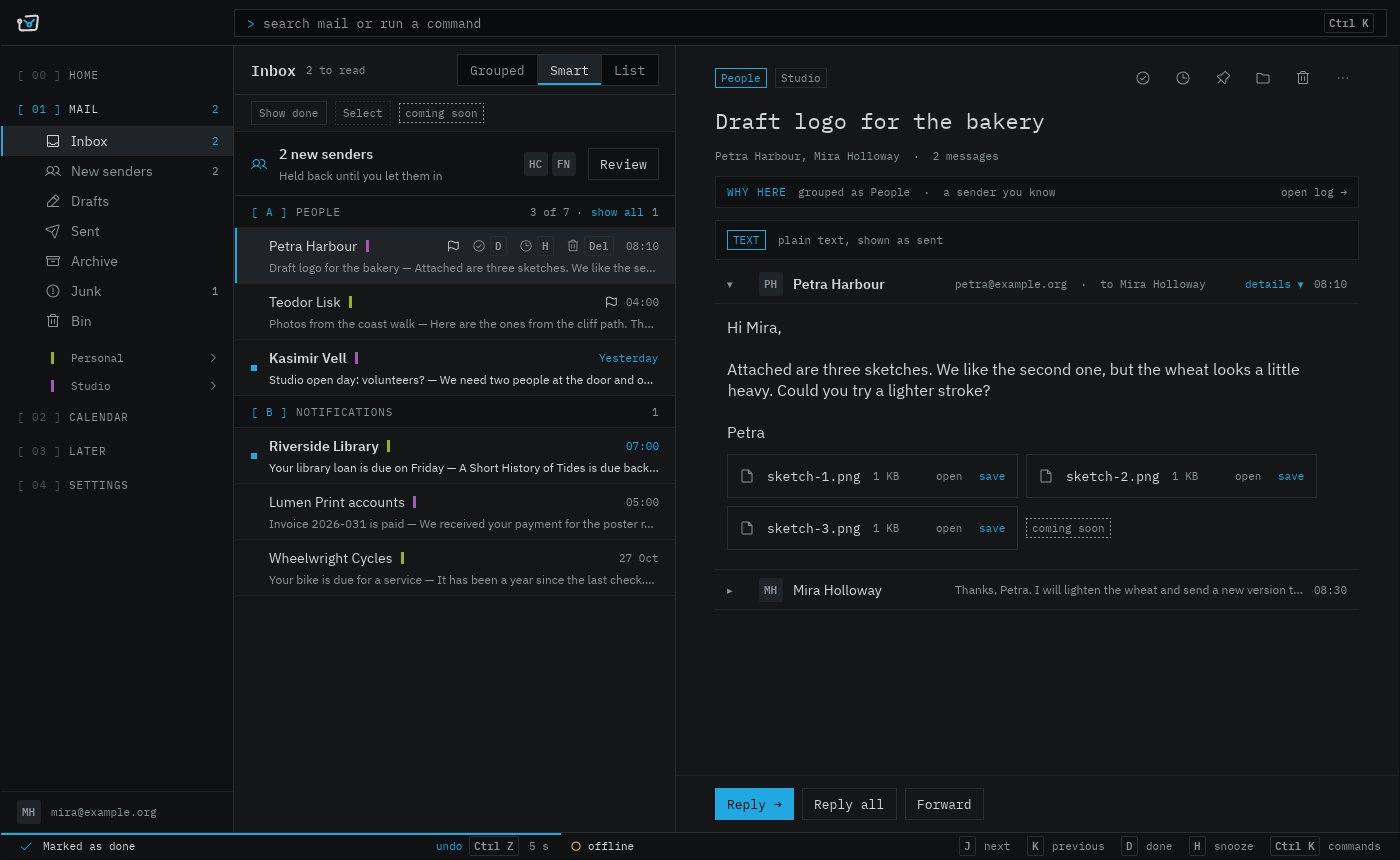 > search mail or run a command Ctrl K
[ 00 ] HOME
[ 01 ] MAIL 2
Inbox 2
New senders 2
Drafts
Sent
Archive
Junk 1
Bin
Personal
Studio
[ 02 ] CALENDAR
[ 03 ] LATER
[ 04 ] SETTINGS
MH mira@example.org
Inbox 2 to read Grouped Smart List
Show done Select coming soon
2 new senders
Held back until you let them in
HC FN Review
[ A ] PEOPLE 3 of 7 · show all 1
Petra Harbour D H Del 08:10
Draft logo for the bakery — Attached are three sketches. We like the se…
Teodor Lisk 04:00
Photos from the coast walk — Here are the ones from the cliff path. Th…
Kasimir Vell Yesterday
Studio open day: volunteers? — We need two people at the door and o…
[ B ] NOTIFICATIONS 1
Riverside Library 07:00
Your library loan is due on Friday — A Short History of Tides is due back…
Lumen Print accounts 05:00
Invoice 2026-031 is paid — We received your payment for the poster r…
Wheelwright Cycles 27 Oct
Your bike is due for a service — It has been a year since the last check.…
People Studio ···
Draft logo for the bakery
Petra Harbour, Mira Holloway · 2 messages
WHY HERE grouped as People · a sender you know open log →
TEXT plain text, shown as sent
▾ PH Petra Harbour petra@example.org · to Mira Holloway details ▾ 08:10
Hi Mira,
Attached are three sketches. We like the second one, but the wheat looks a little
heavy. Could you try a lighter stroke?
Petra
sketch-1.png 1 KB open save sketch-2.png 1 KB open save
sketch-3.png 1 KB open save coming soon
▸ MH Mira Holloway Thanks, Petra. I will lighten the wheat and send a new version t… 08:30
Reply → Reply all Forward
Marked as done undo Ctrl Z 5 s offline J next K previous D done H snooze Ctrl K commands